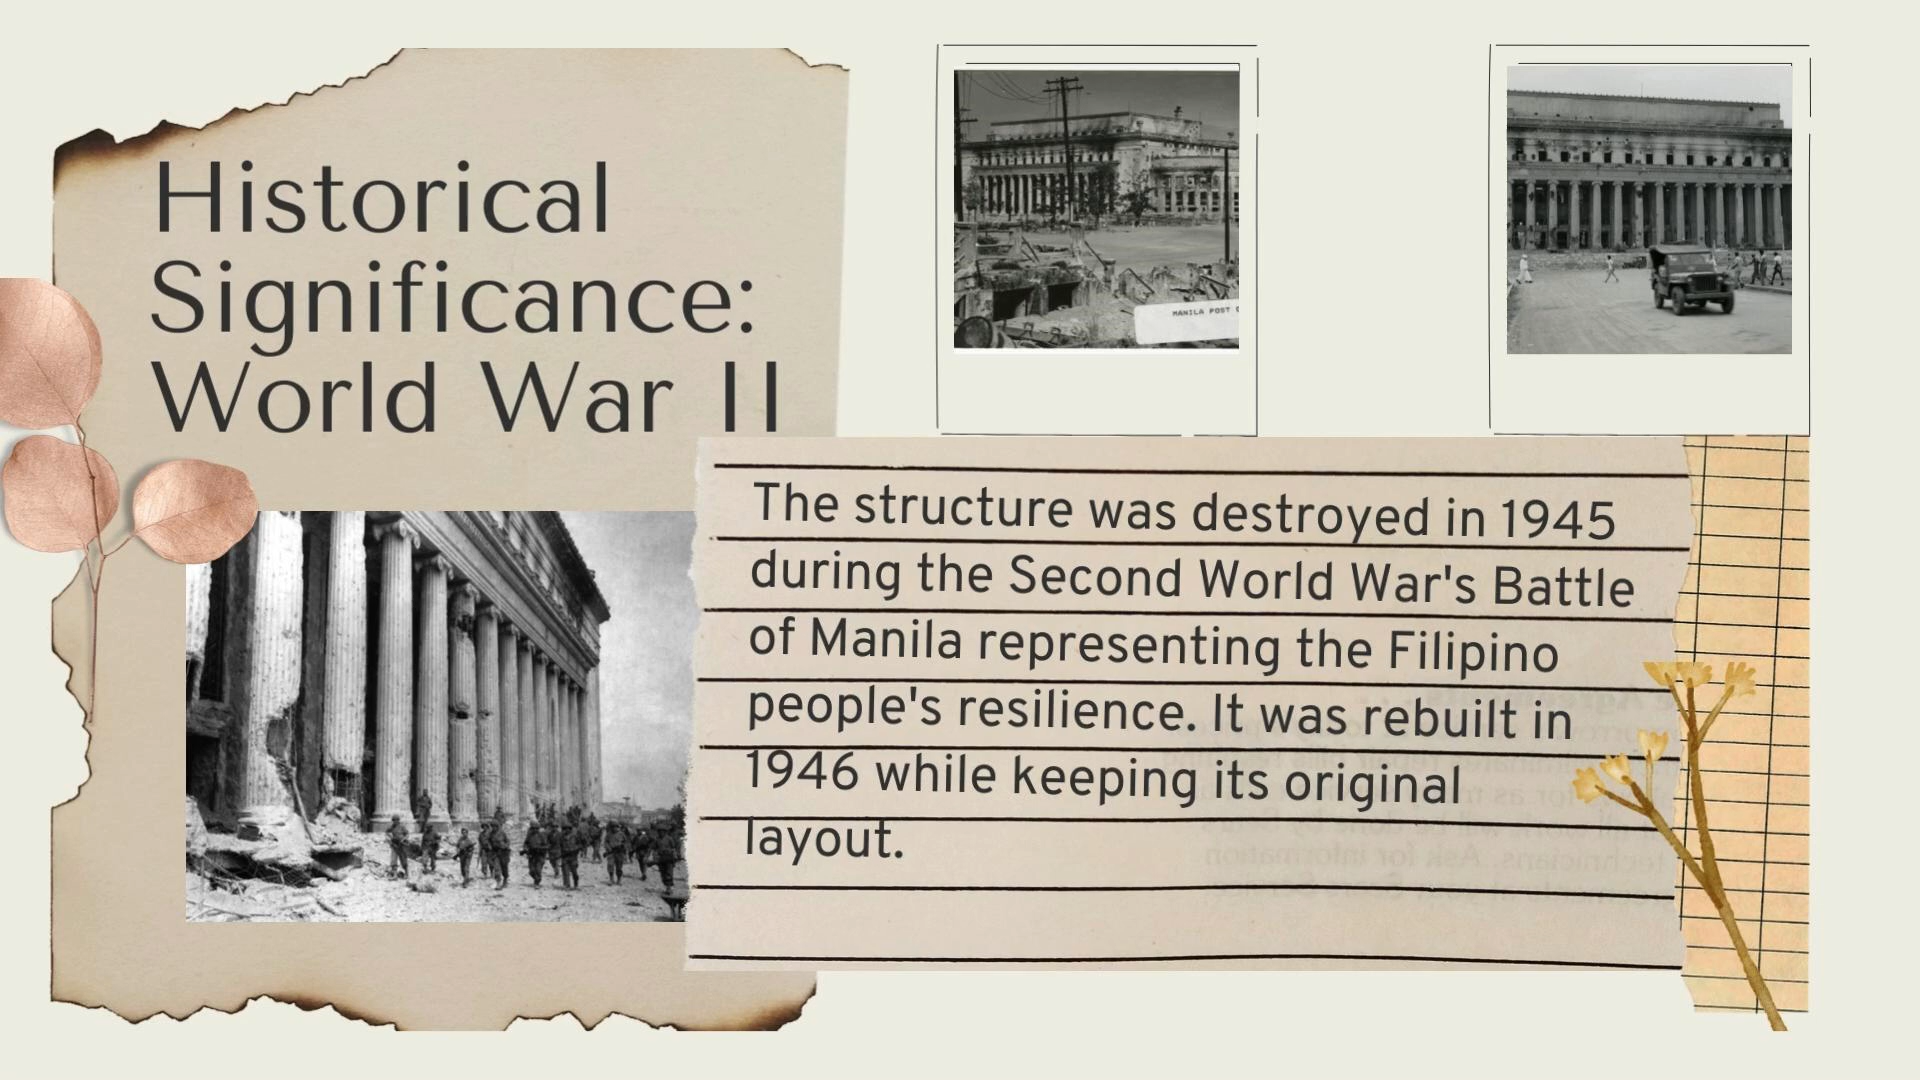 Historical
Significance:
World War II
MANILA POST
The structure was destroyed in 1945
during the Second World War's Battle
of Manila representing the Filipino
people's resilience. It was rebuilt in
1946 while keeping its original
layout.